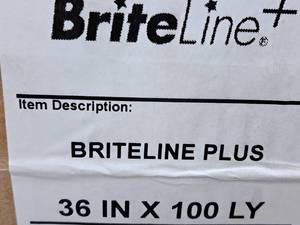 BriteLine®+
Item Description:
BRITELINE PLUS
36 IN X 100 LY